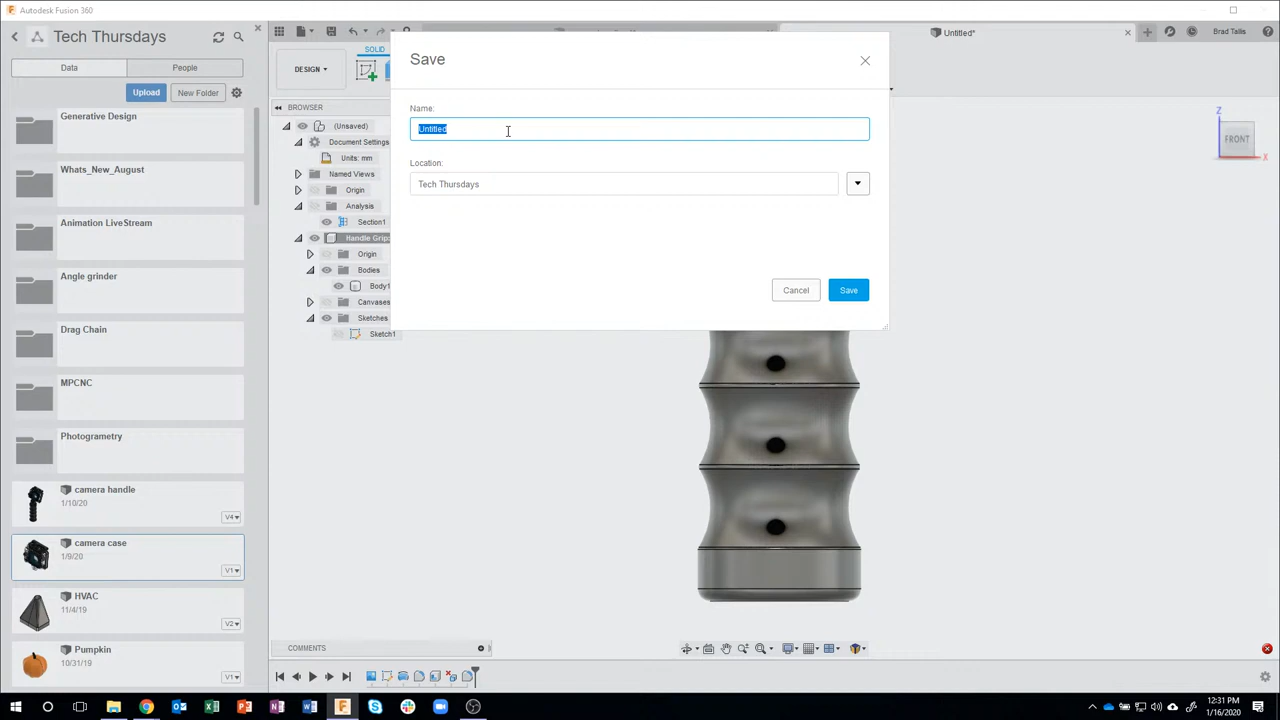 Autodesk Fusion 360
Tech Thursdays
Data
People
Upload
New Folder
Generative Design
Whats_New_August
Animation LiveStream
Angle grinder
Drag Chain
MPCNC
Photogrametry
camera handle
1/10/20
V4
camera case
1/9/20
V1
HVAC
11/4/19
V2
Pumpkin
10/31/19
V1
Untitled*
Brad Tallis
SOLID
DESIGN
BROWSER
(Unsaved)
Document Settings
Units: mm
Named Views
Origin
Analysis
Section1
Handle Grip
Origin
Bodies
Body1
Canvases
Sketches
Sketch1
Save
Name:
Untitled
Location:
Tech Thursdays
Cancel
Save
Z
FRONT
X
COMMENTS
12:31 PM
1/16/2020